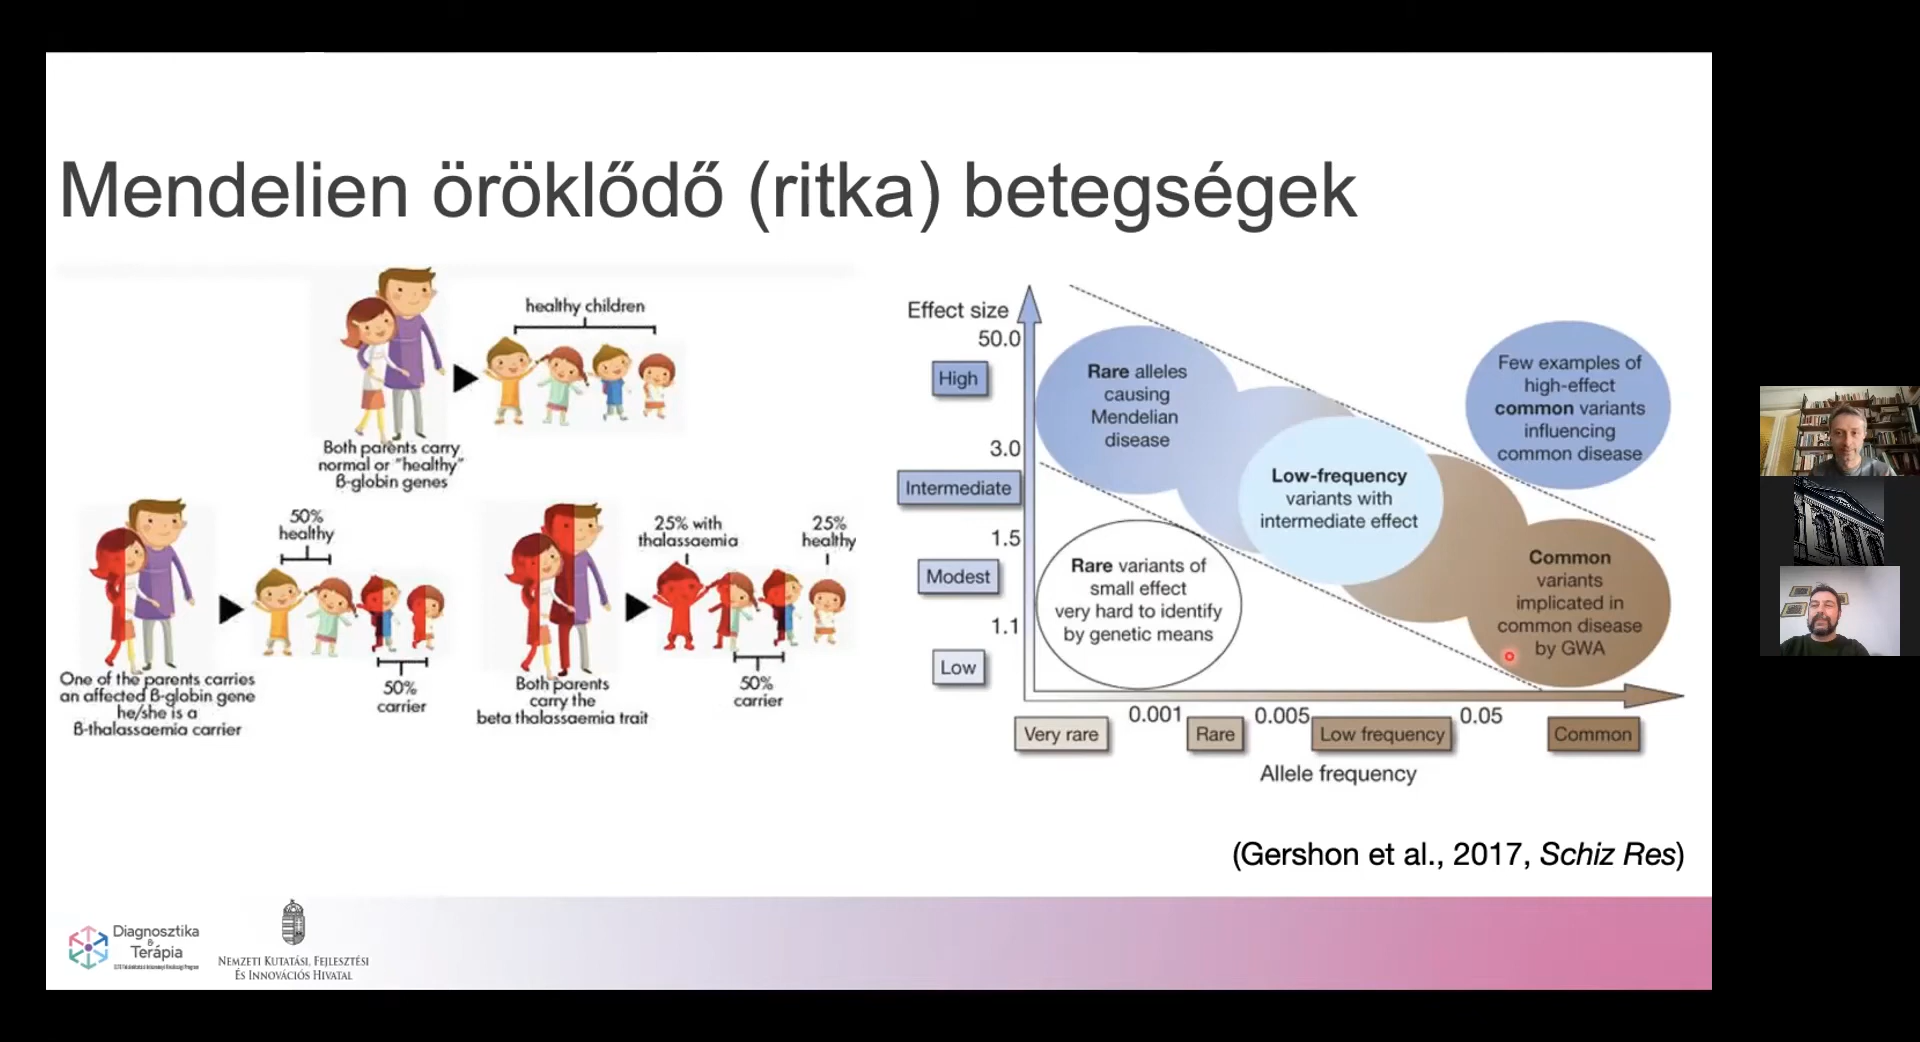 Mendelien öröklődő (ritka) betegségek
healthy children
Both parents carry
normal or "healthy"
β-globin genes
50%
healthy
One of the parents carries
an affected β-globin gene
he/she is a
β-thalassaemia carrier
50%
carrier
25% with
thalassaemia
25%
healthy
Both parents
carry the
beta thalassaemia trait
50%
carrier
Effect size
50.0
High
3.0
Intermediate
1.5
Modest
1.1
Low
Rare alleles
causing
Mendelian
disease
Few examples of
high-effect
common variants
influencing
common disease
Low-frequency
variants with
intermediate effect
Rare variants of
small effect
very hard to identify
by genetic means
Common
variants
implicated in
common disease
by GWA
0.001
0.005
0.05
Very rare
Rare
Low frequency
Common
Allele frequency
(Gershon et al., 2017, Schiz Res)
Diagnosztika
&
Terápia
NEMZETI KUTATÁSI, FEJLESZTÉSI
ÉS INNOVÁCIÓS HIVATAL